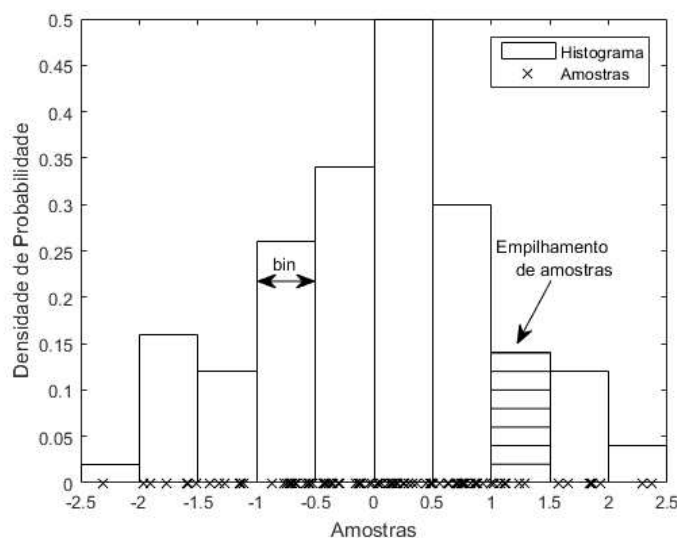 0.5
0.45
0.4
0.35
0.3
0.25
0.2
0.15
0.1
0.05
0
Densidade de Probabilidade
Histograma
Amostras
bin
Empilhamento
de amostras
-2.5 -2 -1.5 -1 -0.5 0 0.5 1 1.5 2 2.5
Amostras